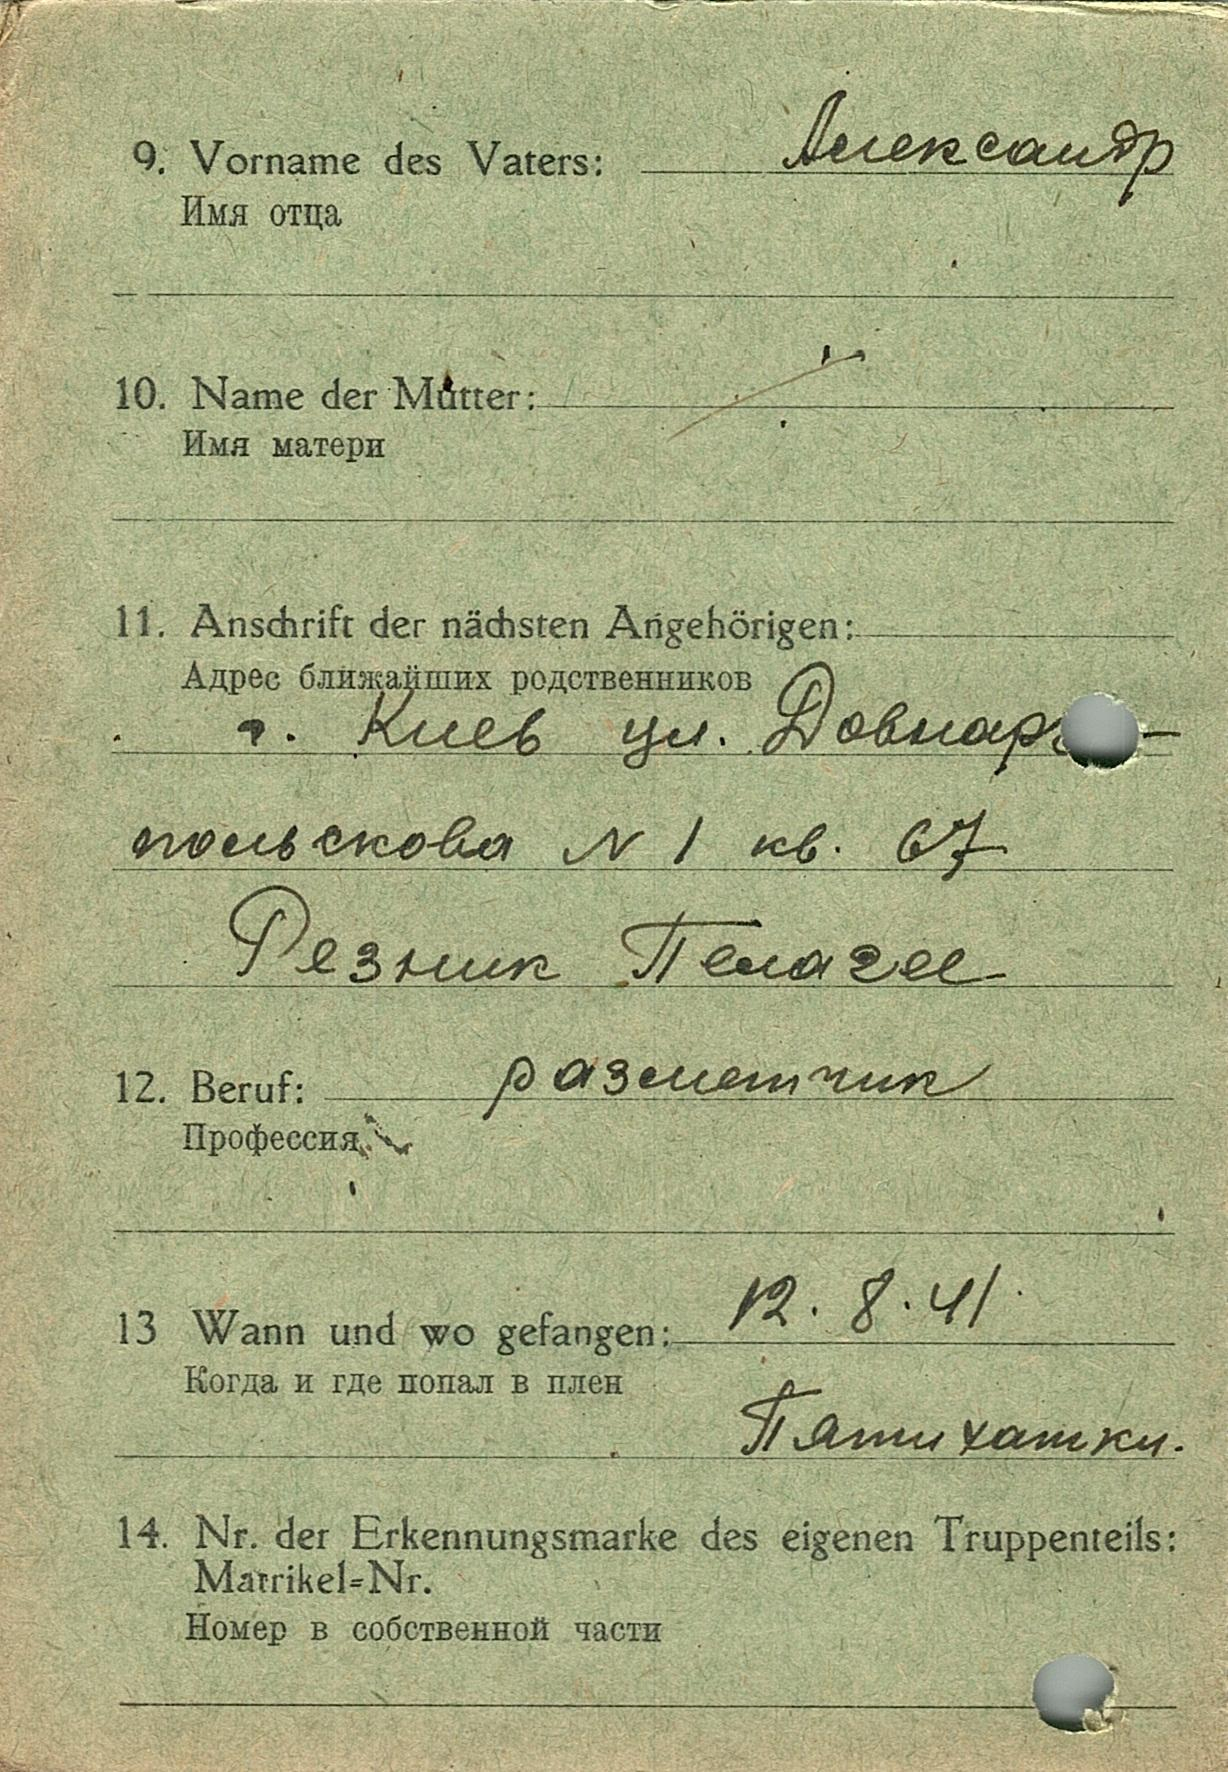 9. Vorname des Vaters: Александр
Имя отца
10. Name der Mutter:
Имя матери
11. Anschrift der nächsten Angehörigen:
Адрес ближайших родственников
г. Киев ул. Довнар -
польскова N 1 кв. 67
Резник Пелагее
12. Beruf: разметчик
Профессия
13 Wann und wo gefangen: 12. 8. 41.
Когда и где попал в плен
Пятихатки.
14. Nr. der Erkennungsmarke des eigenen Truppenteils:
Matrikel=Nr.
Номер в собственной части